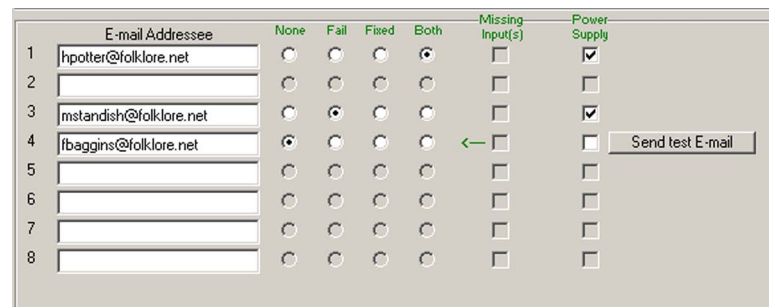 E-mail Addressee None Fail Fixed Both Missing Input(s) Power Supply
1 hpotter@folklore.net
2
3 mstandish@folklore.net
4 fbaggins@folklore.net <— Send test E-mail
5
6
7
8